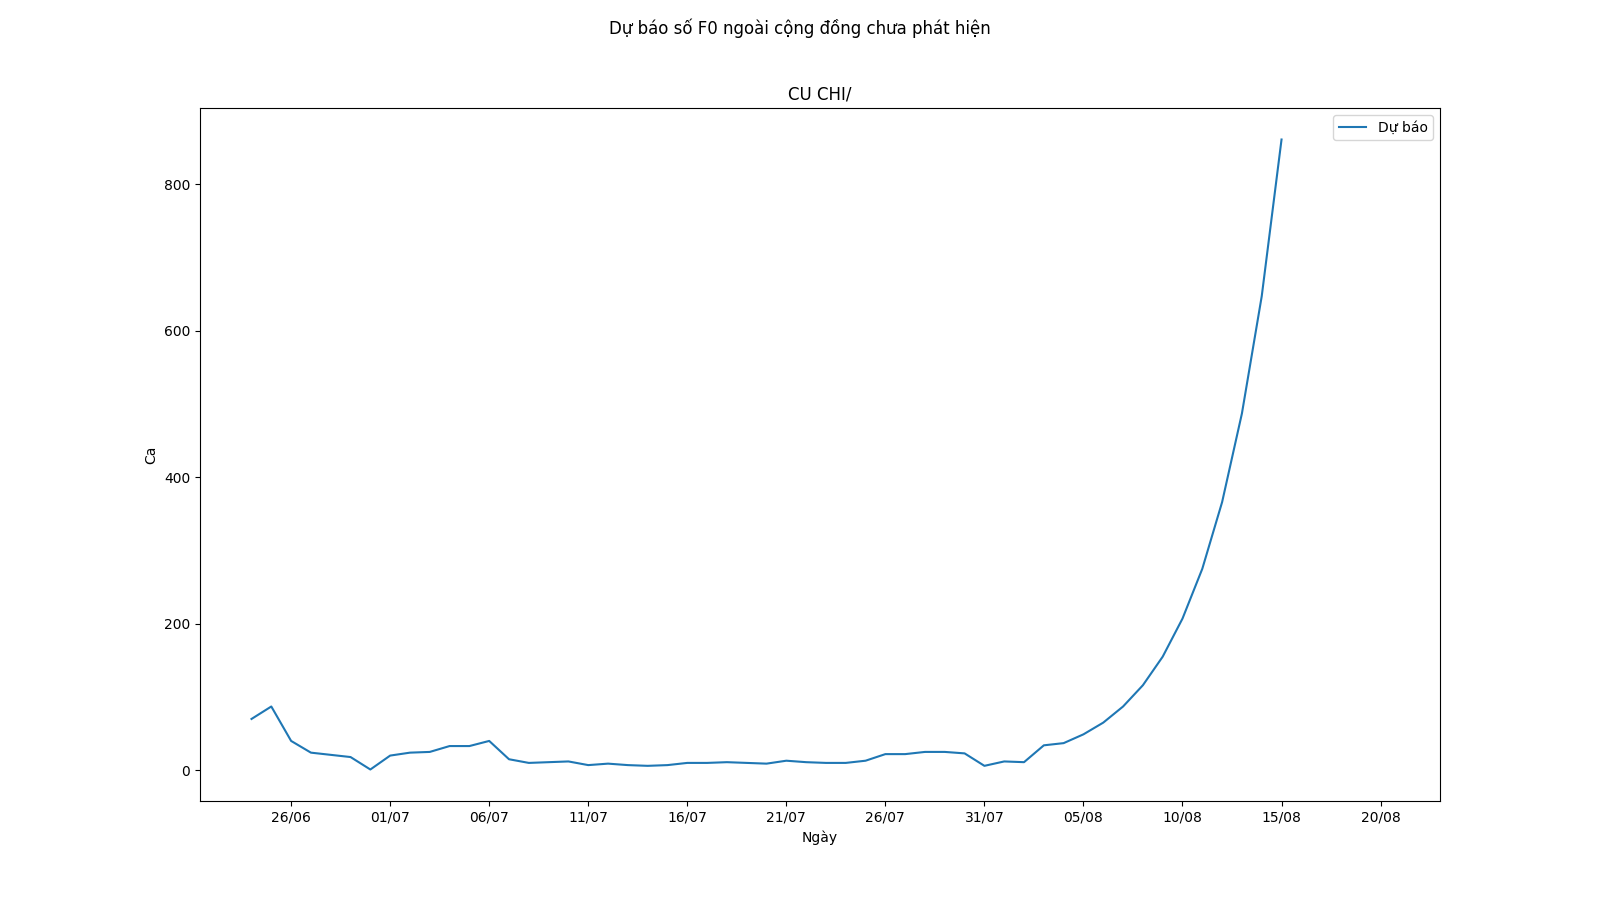 Dự báo số F0 ngoài cộng đồng chưa phát hiện
CU CHI/
Dự báo
800
600
400
200
0
Ca
26/06 01/07 06/07 11/07 16/07 21/07 26/07 31/07 05/08 10/08 15/08 20/08
Ngày